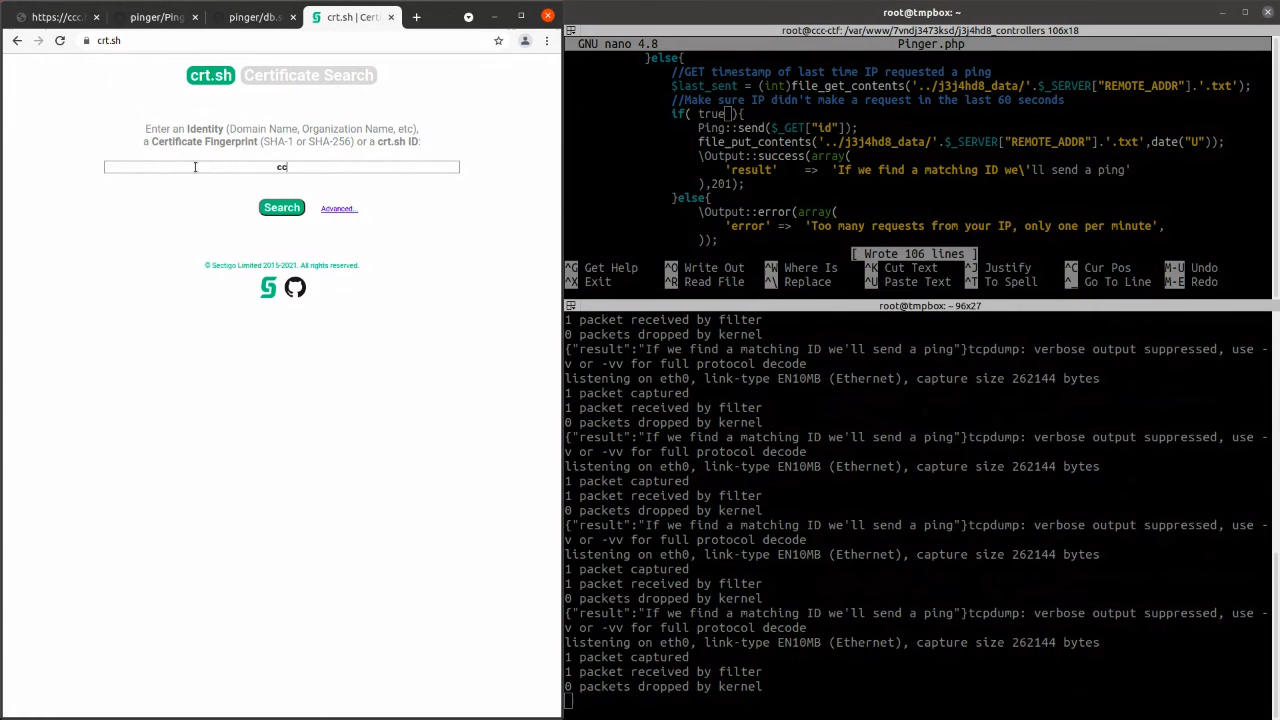 https://ccc.
pinger/Ping
pinger/db.s
crt.sh | Cert
crt.sh
crt.sh Certificate Search
Enter an Identity (Domain Name, Organization Name, etc),
a Certificate Fingerprint (SHA-1 or SHA-256) or a crt.sh ID:
cc
Search Advanced...
© Sectigo Limited 2015-2021. All rights reserved.
root@tmpbox: ~
root@ccc-ctf: /var/www/7vndj3473ksd/j3j4hd8_controllers 106x18
GNU nano 4.8 Pinger.php
}else{
//GET timestamp of last time IP requested a ping
$last_sent = (int)file_get_contents('../j3j4hd8_data/'.$_SERVER["REMOTE_ADDR"].'.txt');
//Make sure IP didn't make a request in the last 60 seconds
if( true){
Ping::send($_GET["id"]);
file_put_contents('../j3j4hd8_data/'.$_SERVER["REMOTE_ADDR"].'.txt',date("U"));
\Output::success(array(
'result' => 'If we find a matching ID we\'ll send a ping'
),201);
}else{
\Output::error(array(
'error' => 'Too many requests from your IP, only one per minute',
));
[ Wrote 106 lines ]
^G Get Help ^O Write Out ^W Where Is ^K Cut Text ^J Justify ^C Cur Pos M-U Undo
^X Exit ^R Read File ^\ Replace ^U Paste Text ^T To Spell ^_ Go To Line M-E Redo
root@tmpbox: ~ 96x27
1 packet received by filter
0 packets dropped by kernel
{"result":"If we find a matching ID we'll send a ping"}tcpdump: verbose output suppressed, use -
v or -vv for full protocol decode
listening on eth0, link-type EN10MB (Ethernet), capture size 262144 bytes
1 packet captured
1 packet received by filter
0 packets dropped by kernel
{"result":"If we find a matching ID we'll send a ping"}tcpdump: verbose output suppressed, use -
v or -vv for full protocol decode
listening on eth0, link-type EN10MB (Ethernet), capture size 262144 bytes
1 packet captured
1 packet received by filter
0 packets dropped by kernel
{"result":"If we find a matching ID we'll send a ping"}tcpdump: verbose output suppressed, use -
v or -vv for full protocol decode
listening on eth0, link-type EN10MB (Ethernet), capture size 262144 bytes
1 packet captured
1 packet received by filter
0 packets dropped by kernel
{"result":"If we find a matching ID we'll send a ping"}tcpdump: verbose output suppressed, use -
v or -vv for full protocol decode
listening on eth0, link-type EN10MB (Ethernet), capture size 262144 bytes
1 packet captured
1 packet received by filter
0 packets dropped by kernel